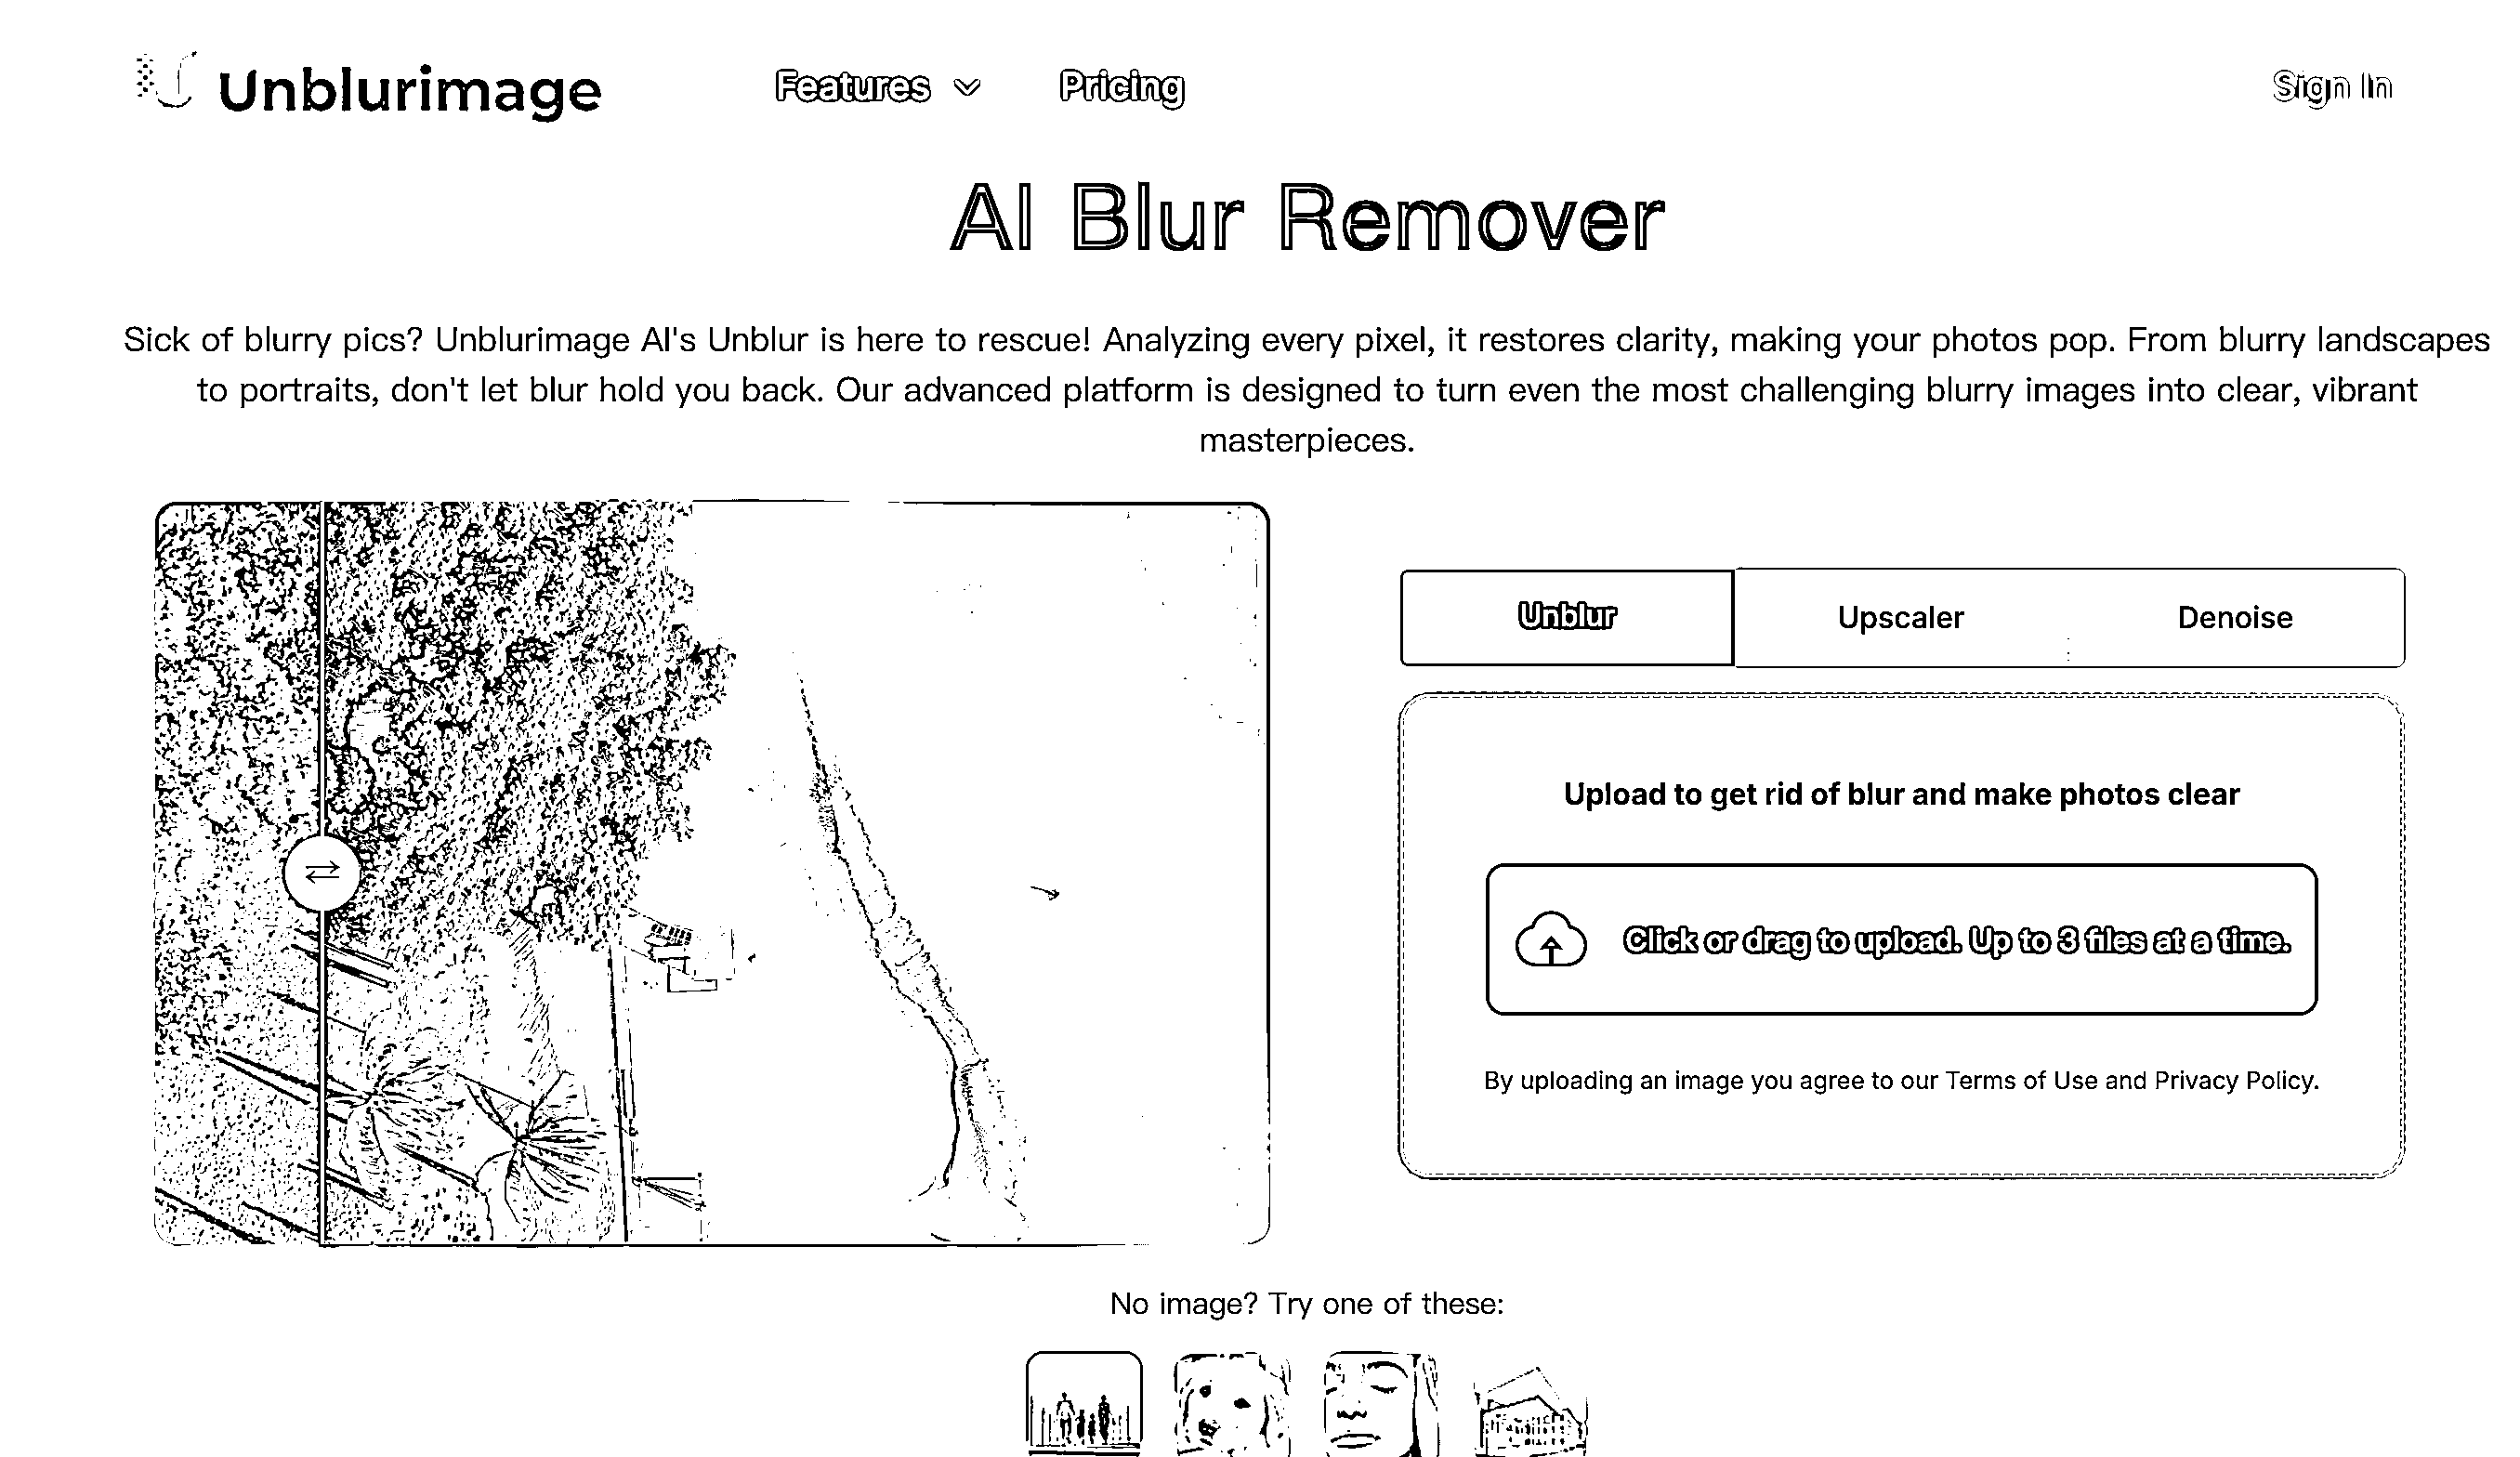 Unblurimage
Features
Pricing
Sign In
AI Blur Remover
Sick of blurry pics? Unblurimage AI's Unblur is here to rescue! Analyzing every pixel, it restores clarity, making your photos pop. From blurry landscapes
to portraits, don't let blur hold you back. Our advanced platform is designed to turn even the most challenging blurry images into clear, vibrant
masterpieces.
Unblur
Upscaler
Denoise
Upload to get rid of blur and make photos clear
Click or drag to upload. Up to 3 files at a time.
By uploading an image you agree to our Terms of Use and Privacy Policy.
No image? Try one of these: